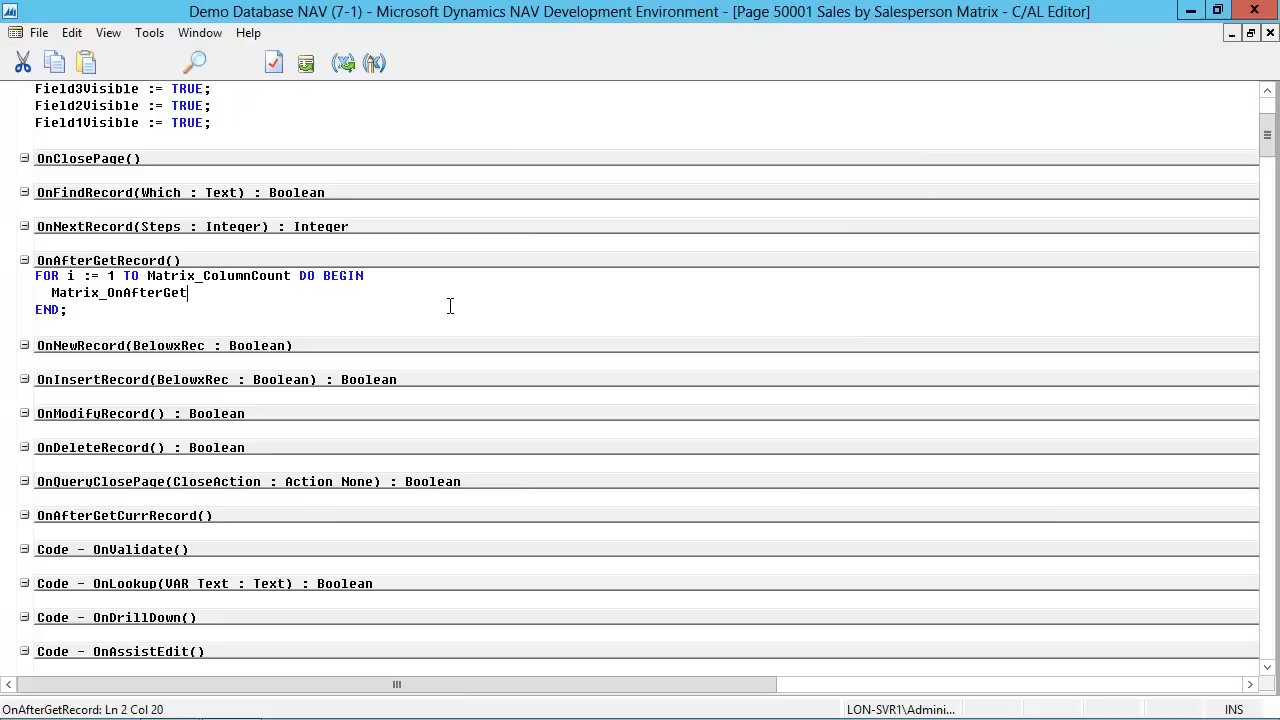 Demo Database NAV (7-1) - Microsoft Dynamics NAV Development Environment - [Page 50001 Sales by Salesperson Matrix - C/AL Editor]
File Edit View Tools Window Help
Field3Visible := TRUE;
Field2Visible := TRUE;
Field1Visible := TRUE;
OnClosePage()
OnFindRecord(Which : Text) : Boolean
OnNextRecord(Steps : Integer) : Integer
OnAfterGetRecord()
FOR i := 1 TO Matrix_ColumnCount DO BEGIN
Matrix_OnAfterGet
END;
OnNewRecord(BelowxRec : Boolean)
OnInsertRecord(BelowxRec : Boolean) : Boolean
OnModifyRecord() : Boolean
OnDeleteRecord() : Boolean
OnQueryClosePage(CloseAction : Action None) : Boolean
OnAfterGetCurrRecord()
Code - OnValidate()
Code - OnLookup(VAR Text : Text) : Boolean
Code - OnDrillDown()
Code - OnAssistEdit()
OnAfterGetRecord: Ln 2 Col 20 LON-SVR1\Admini... INS